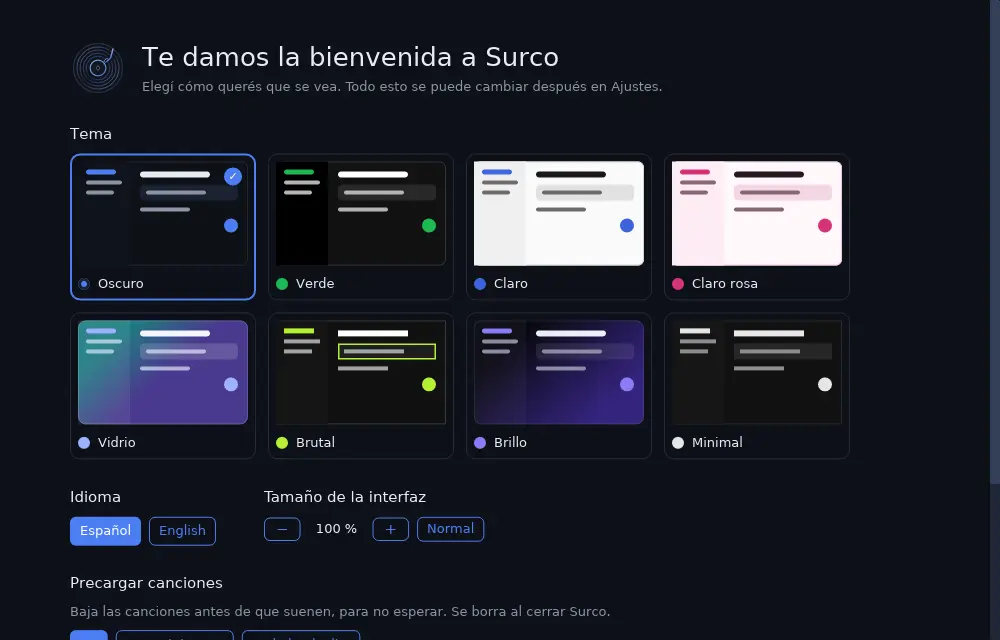 Te damos la bienvenida a Surco
Elegí cómo querés que se vea. Todo esto se puede cambiar después en Ajustes.
Tema
Oscuro
Verde
Claro
Claro rosa
Vidrio
Brutal
Brillo
Minimal
Idioma
Tamaño de la interfaz
Español
English
−
100 %
+
Normal
Precargar canciones
Baja las canciones antes de que suenen, para no esperar. Se borra al cerrar Surco.